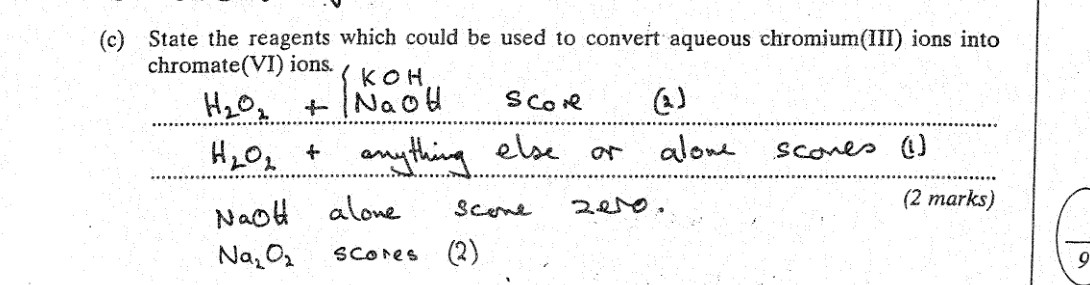 (c) State the reagents which could be used to convert aqueous chromium(III) ions into
chromate(VI) ions.
KOH
H₂O₂ + NaOH score (2)
H₂O₂ + anything else or alone scores (1)
(2 marks)
NaOH alone score zero.
Na₂O₂ scores (2)
9